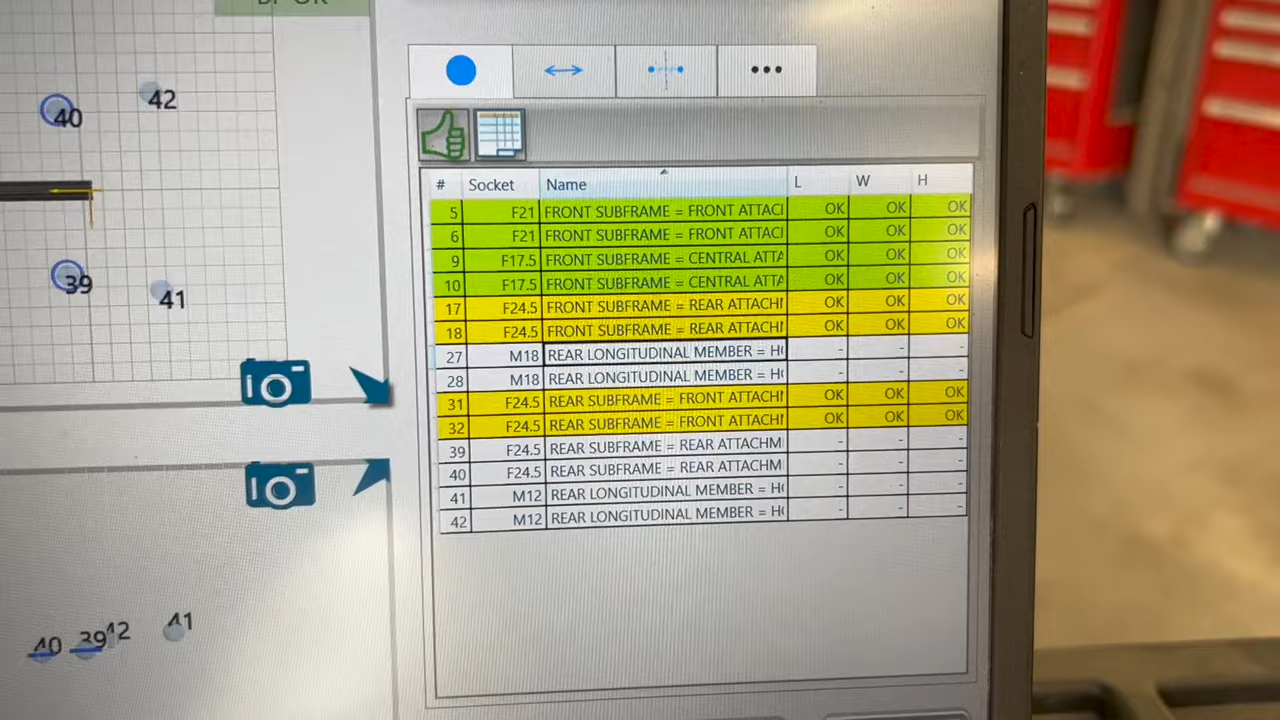 40
42
39
41
40
39
42
41
# Socket Name L W H
5 F21 FRONT SUBFRAME = FRONT ATTACI OK OK OK
6 F21 FRONT SUBFRAME = FRONT ATTACI OK OK OK
9 F17.5 FRONT SUBFRAME = CENTRAL ATTA OK OK OK
10 F17.5 FRONT SUBFRAME = CENTRAL ATTA OK OK OK
17 F24.5 FRONT SUBFRAME = REAR ATTACHI OK OK OK
18 F24.5 FRONT SUBFRAME = REAR ATTACHI OK OK OK
27 M18 REAR LONGITUDINAL MEMBER = HO - - -
28 M18 REAR LONGITUDINAL MEMBER = HO - - -
31 F24.5 REAR SUBFRAME = FRONT ATTACHI OK OK OK
32 F24.5 REAR SUBFRAME = FRONT ATTACHI OK OK OK
39 F24.5 REAR SUBFRAME = REAR ATTACHM - - -
40 F24.5 REAR SUBFRAME = REAR ATTACHM - - -
41 M12 REAR LONGITUDINAL MEMBER = HO - - -
42 M12 REAR LONGITUDINAL MEMBER = HO - - -